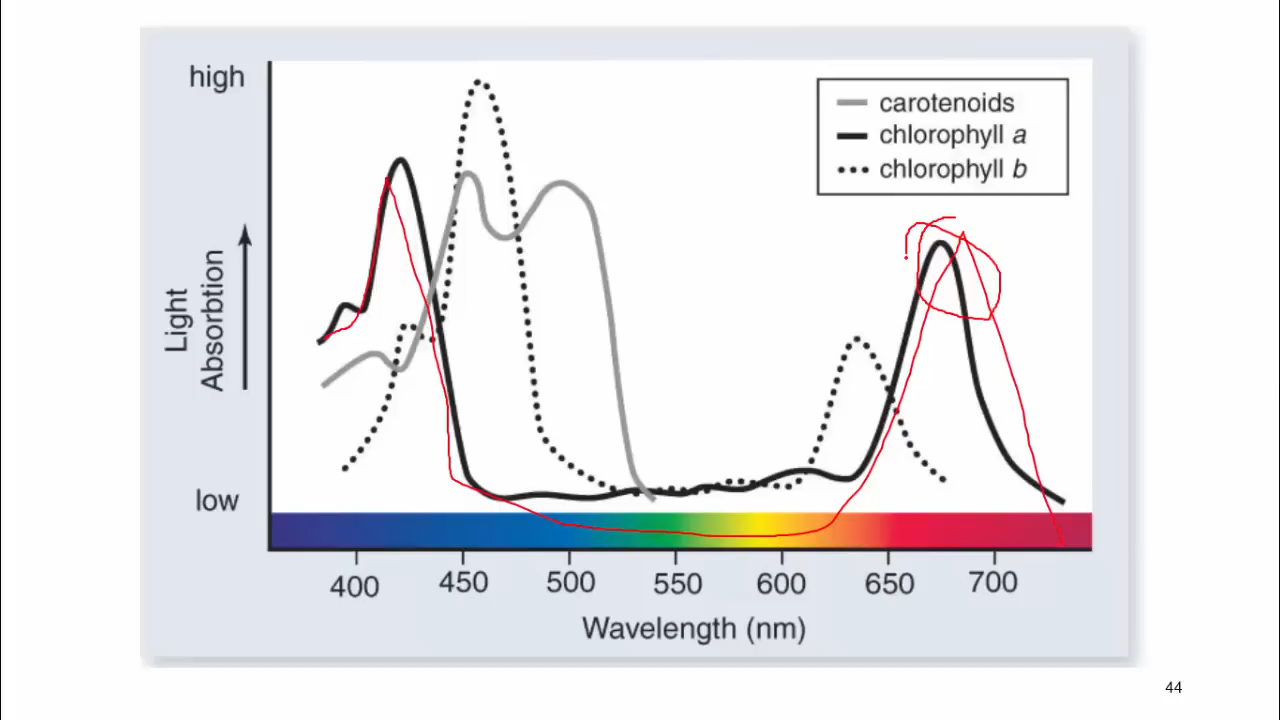 high
carotenoids
chlorophyll a
chlorophyll b
Light
Absorbtion
low
400 450 500 550 600 650 700
Wavelength (nm)
44